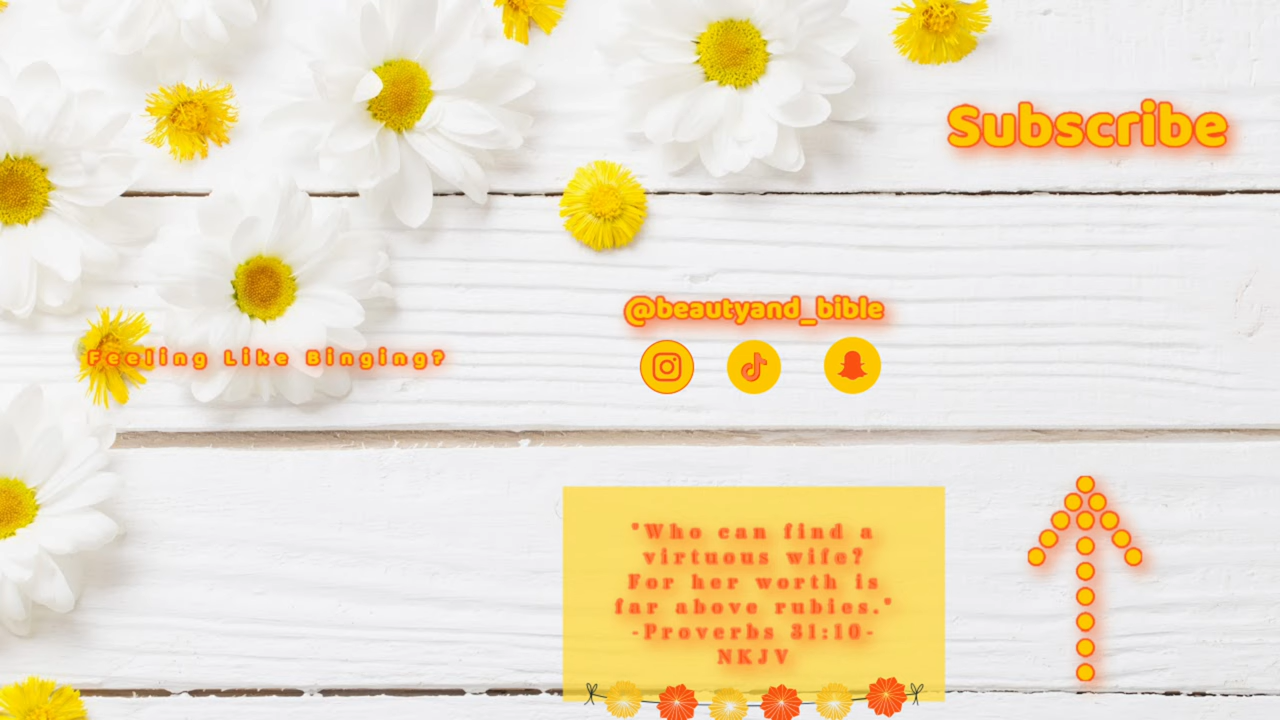 Subscribe
@beautyand_bible
Feeling Like Binging?
"Who can find a
virtuous wife?
For her worth is
far above rubies."
-Proverbs 31:10-
NKJV